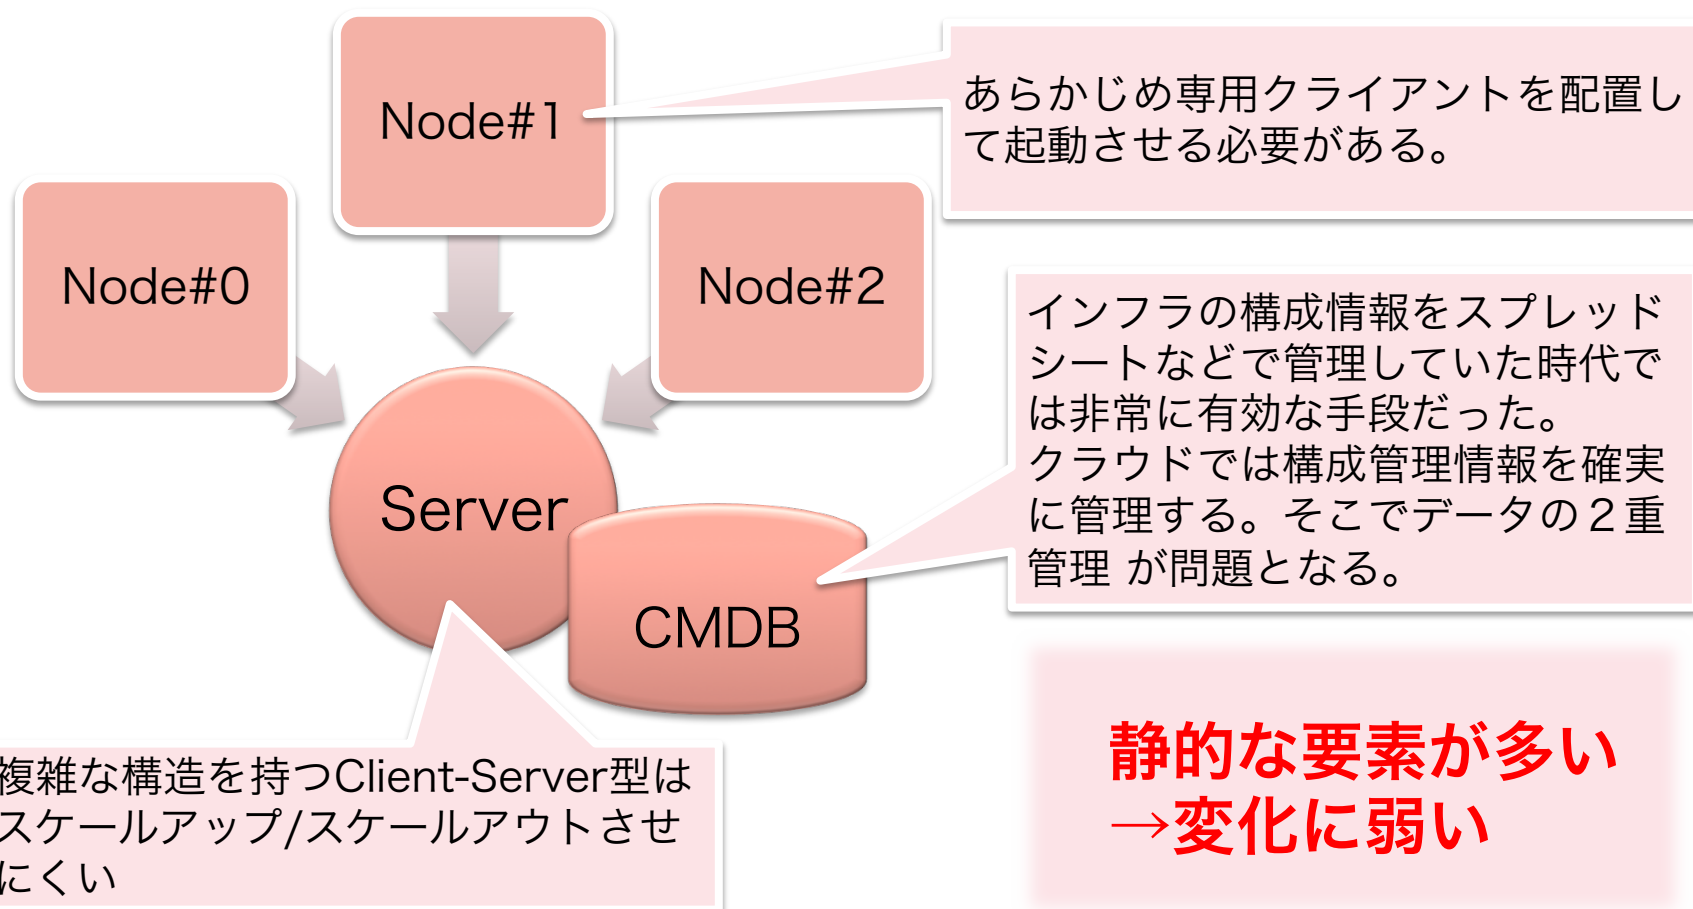 Node#1
あらかじめ専用クライアントを配置し
て起動させる必要がある。
Node#0
Node#2
インフラの構成情報をスプレッド
シートなどで管理していた時代で
は非常に有効な手段だった。
クラウドでは構成管理情報を確実
に管理する。そこでデータの２重
管理 が問題となる。
Server
CMDB
静的な要素が多い
→変化に弱い
複雑な構造を持つClient-Server型は
スケールアップ/スケールアウトさせ
にくい